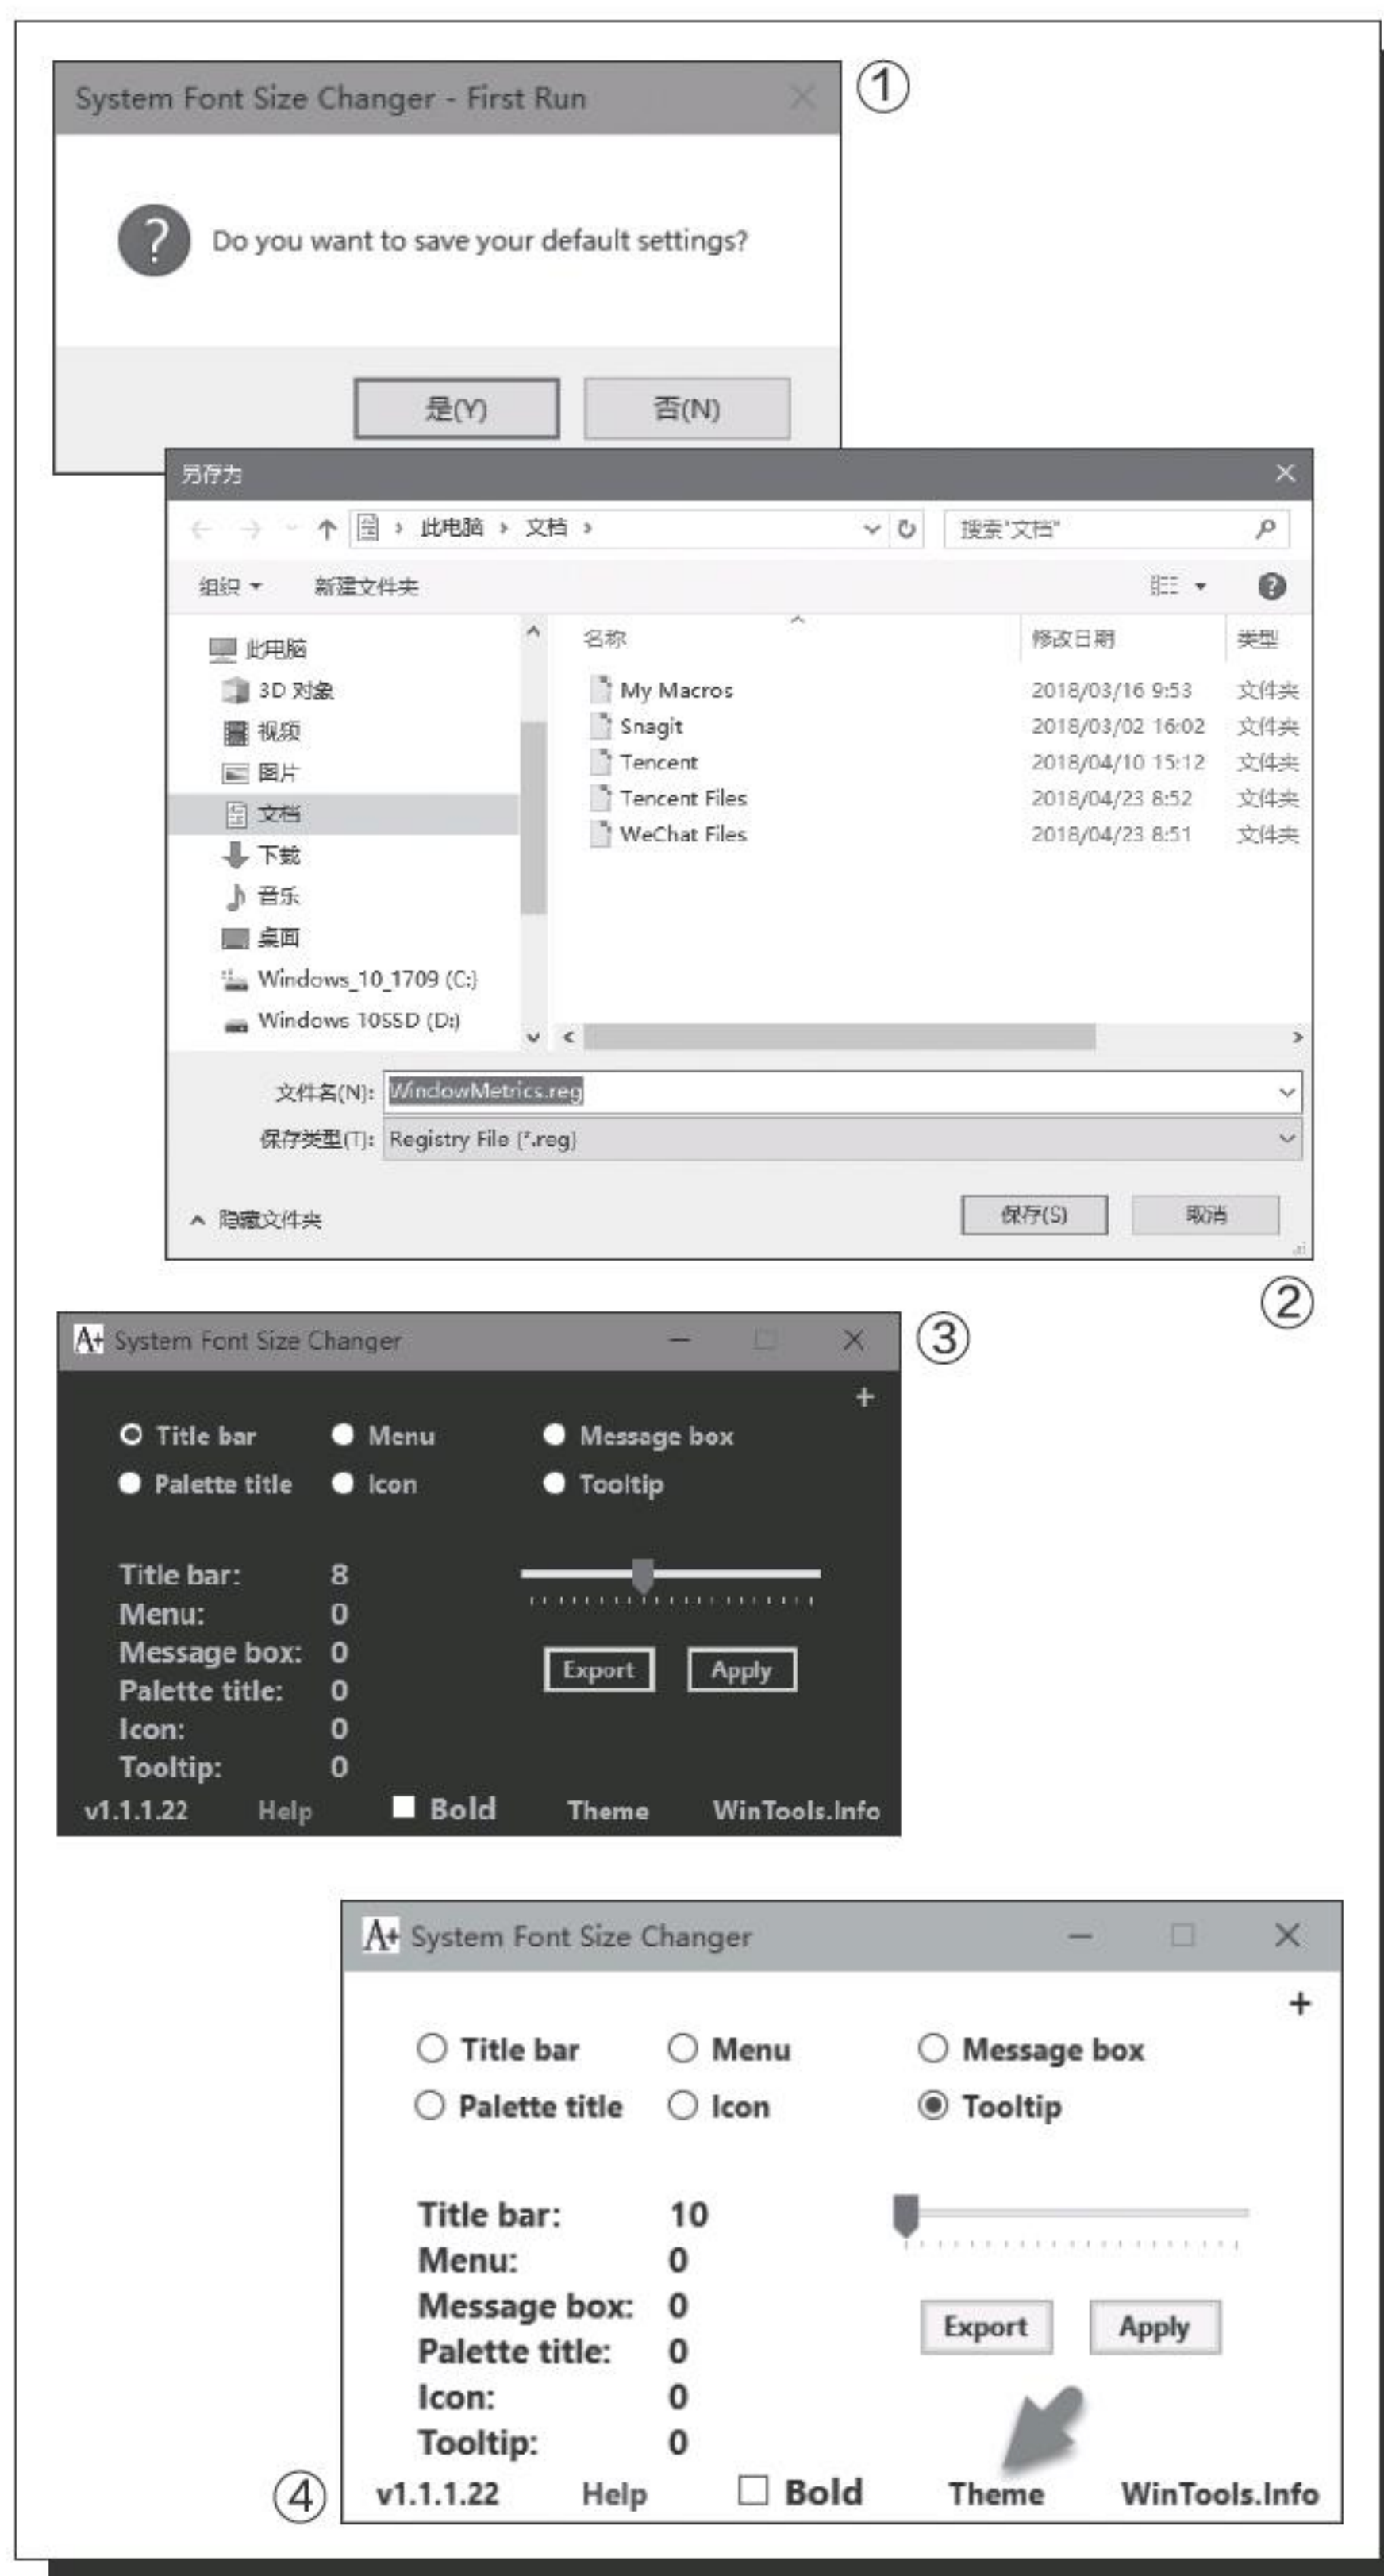 System Font Size Changer - First Run
①
Do you want to save your default settings?
是(Y) 否(N)
另存为
此电脑 › 文档 › 搜索"文档"
组织 新建文件夹
名称 修改日期 类型
此电脑
3D 对象
视频
图片
文档
下载
音乐
桌面
Windows_10_1709 (C:)
Windows 10SSD (D:)
My Macros 2018/03/16 9:53 文件夹
Snagit 2018/03/02 16:02 文件夹
Tencent 2018/04/10 15:12 文件夹
Tencent Files 2018/04/23 8:52 文件夹
WeChat Files 2018/04/23 8:51 文件夹
文件名(N): WindowMetrics.reg
保存类型(T): Registry File (*.reg)
隐藏文件夹 保存(S) 取消
②
A+ System Font Size Changer
③
+
Title bar Menu Message box
Palette title Icon Tooltip
Title bar: 8
Menu: 0
Message box: 0
Palette title: 0
Icon: 0
Tooltip: 0
Export Apply
v1.1.1.22 Help Bold Theme WinTools.Info
A+ System Font Size Changer
+
Title bar Menu Message box
Palette title Icon Tooltip
Title bar: 10
Menu: 0
Message box: 0
Palette title: 0
Icon: 0
Tooltip: 0
Export Apply
④
v1.1.1.22 Help Bold Theme WinTools.Info